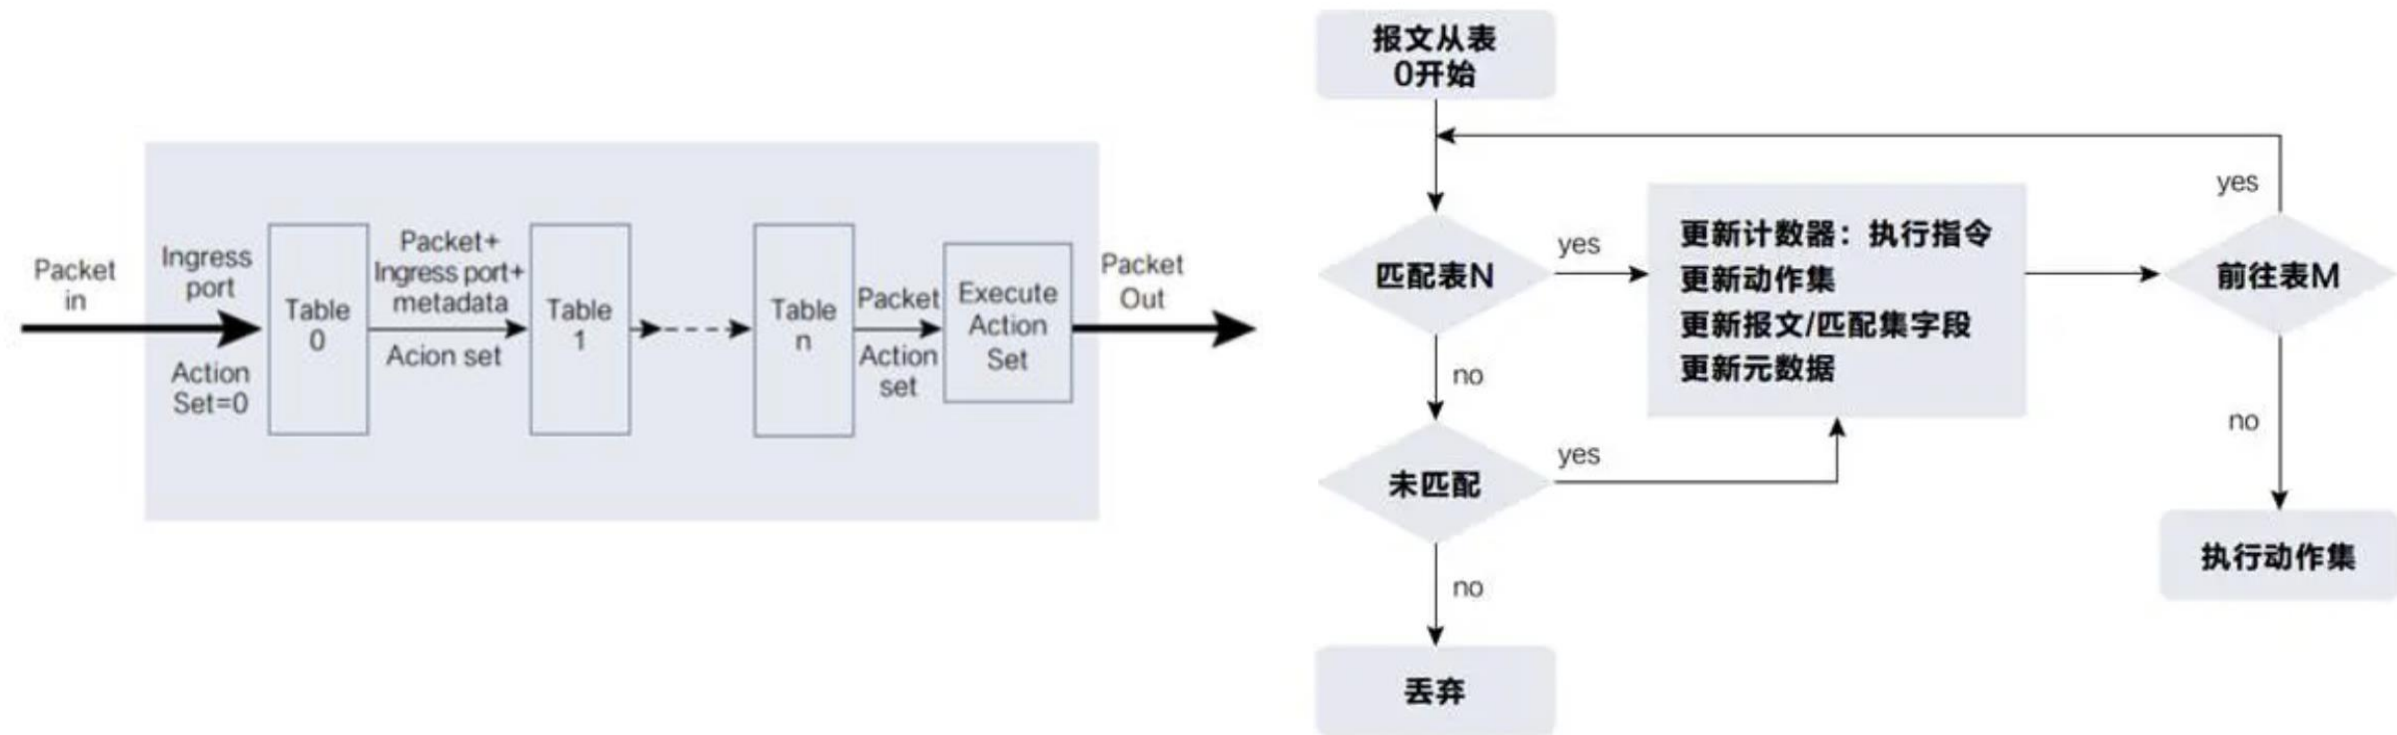 Packet
in
Ingress
port
Action
Set=0
Table
0
Packet+
Ingress port+
metadata
Acion set
Table
1
Table
n
Packet
Action
set
Execute
Action
Set
Packet
Out
报文从表
0开始
匹配表N
yes
no
更新计数器：执行指令
更新动作集
更新报文/匹配集字段
更新元数据
前往表M
yes
no
未匹配
yes
no
丢弃
执行动作集